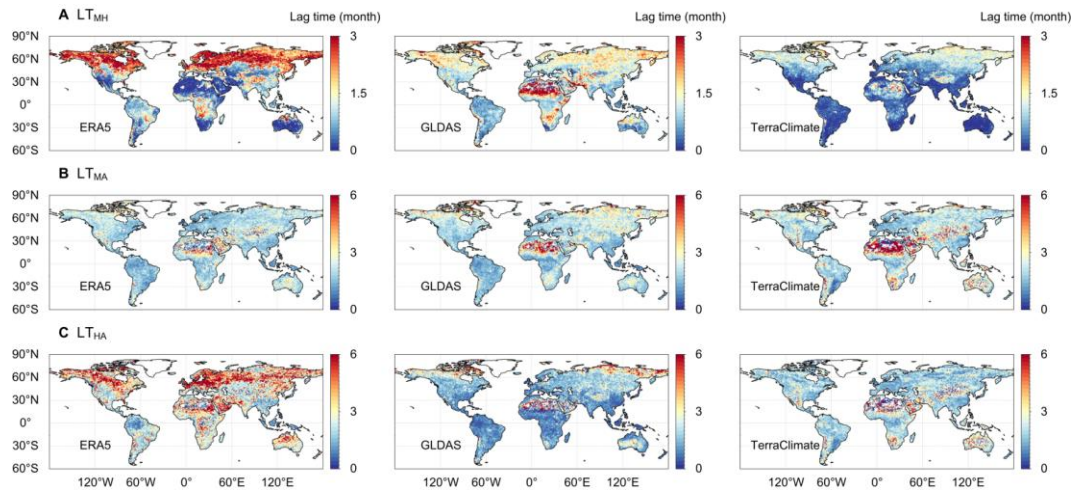 A LT_MH Lag time (month) Lag time (month) Lag time (month)
90°N 3 3 3
60°N
30°N 1.5 1.5 1.5
0°
30°S ERA5 GLDAS TerraClimate
60°S 0 0 0
B LT_MA
90°N 6 6 6
60°N
30°N 3 3 3
0°
30°S ERA5 GLDAS TerraClimate
60°S 0 0 0
C LT_HA
90°N 6 6 6
60°N
30°N 3 3 3
0°
30°S ERA5 GLDAS TerraClimate
60°S 0 0 0
120°W 60°W 0° 60°E 120°E 120°W 60°W 0° 60°E 120°E 120°W 60°W 0° 60°E 120°E